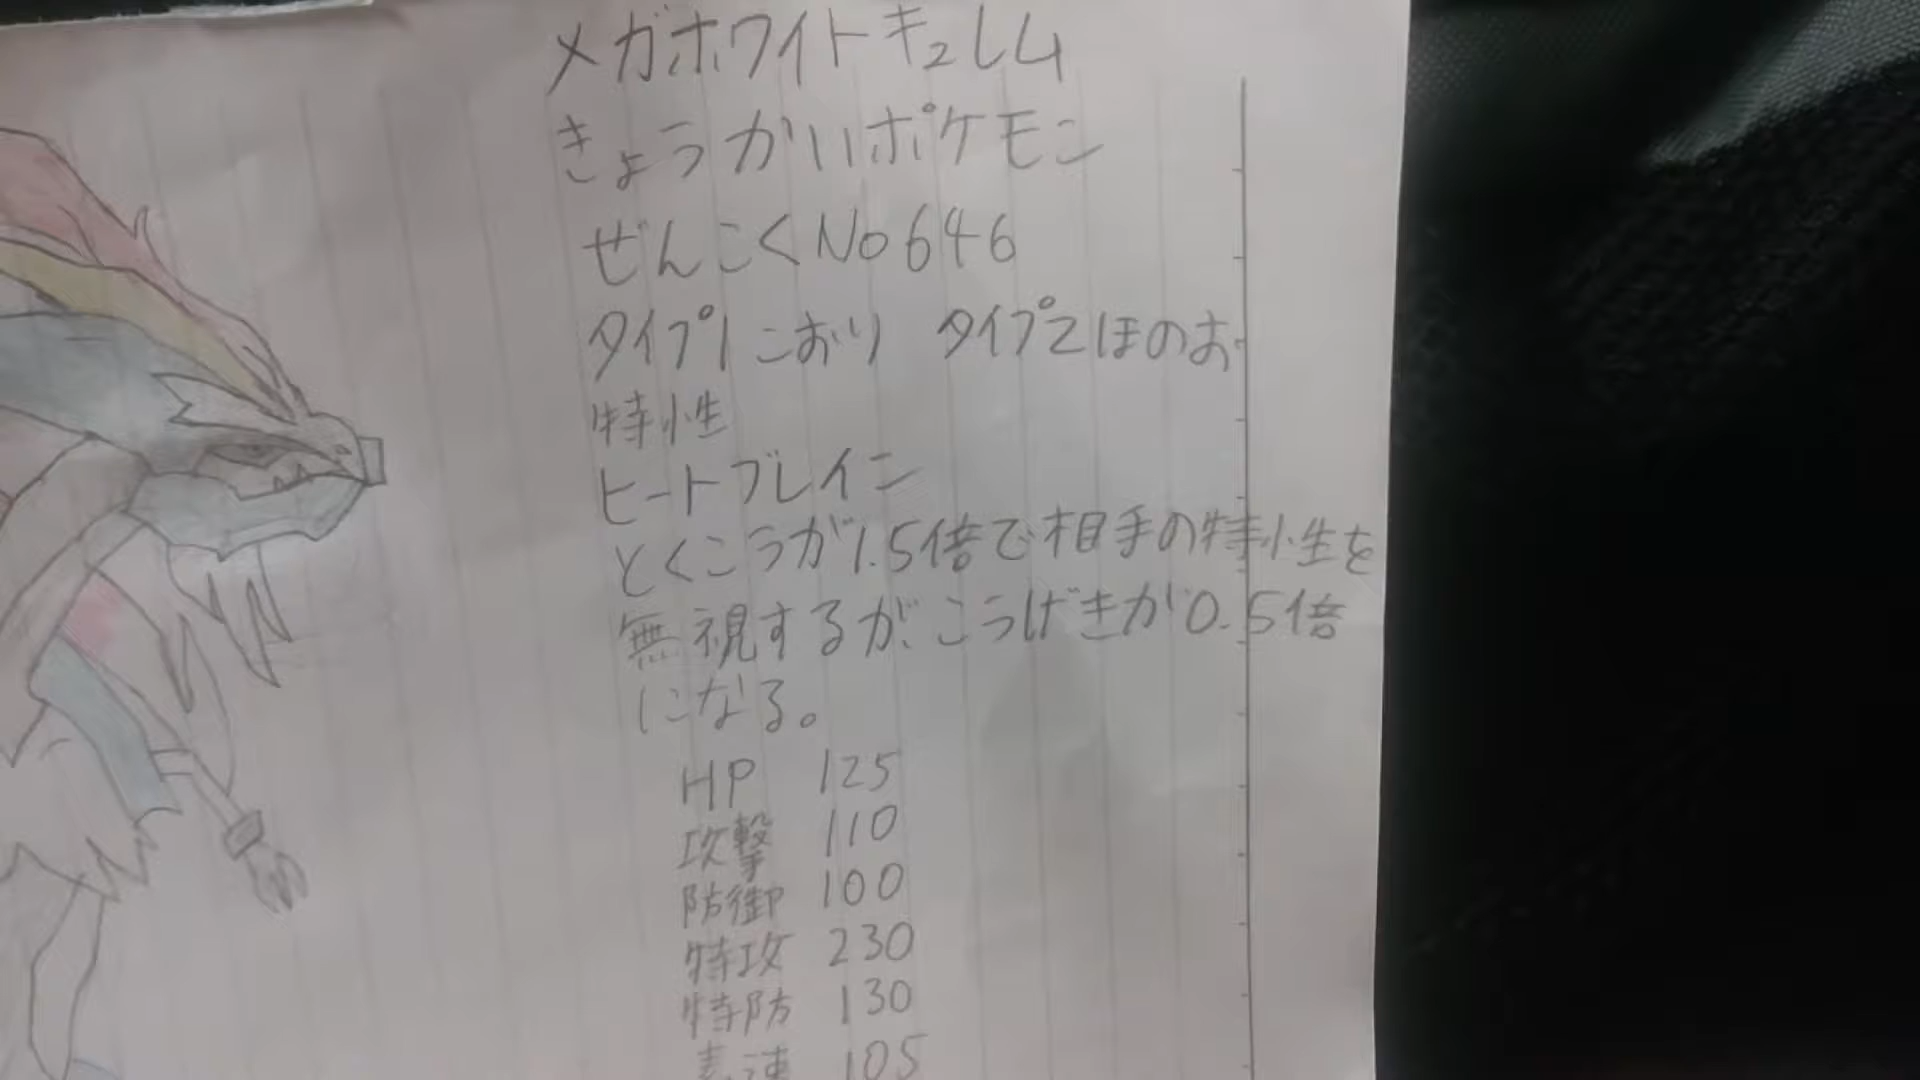 メガホワイトキュレム
きょうかいポケモン
ぜんこくNo646
タイプ1こおり タイプ2ほのお
特性
ヒートブレイン
とくこうが1.5倍で相手の特性を
無視するが、こうげきが0.5倍
になる。
HP 125
攻撃 110
防御 100
特攻 230
特防 130
素速 105